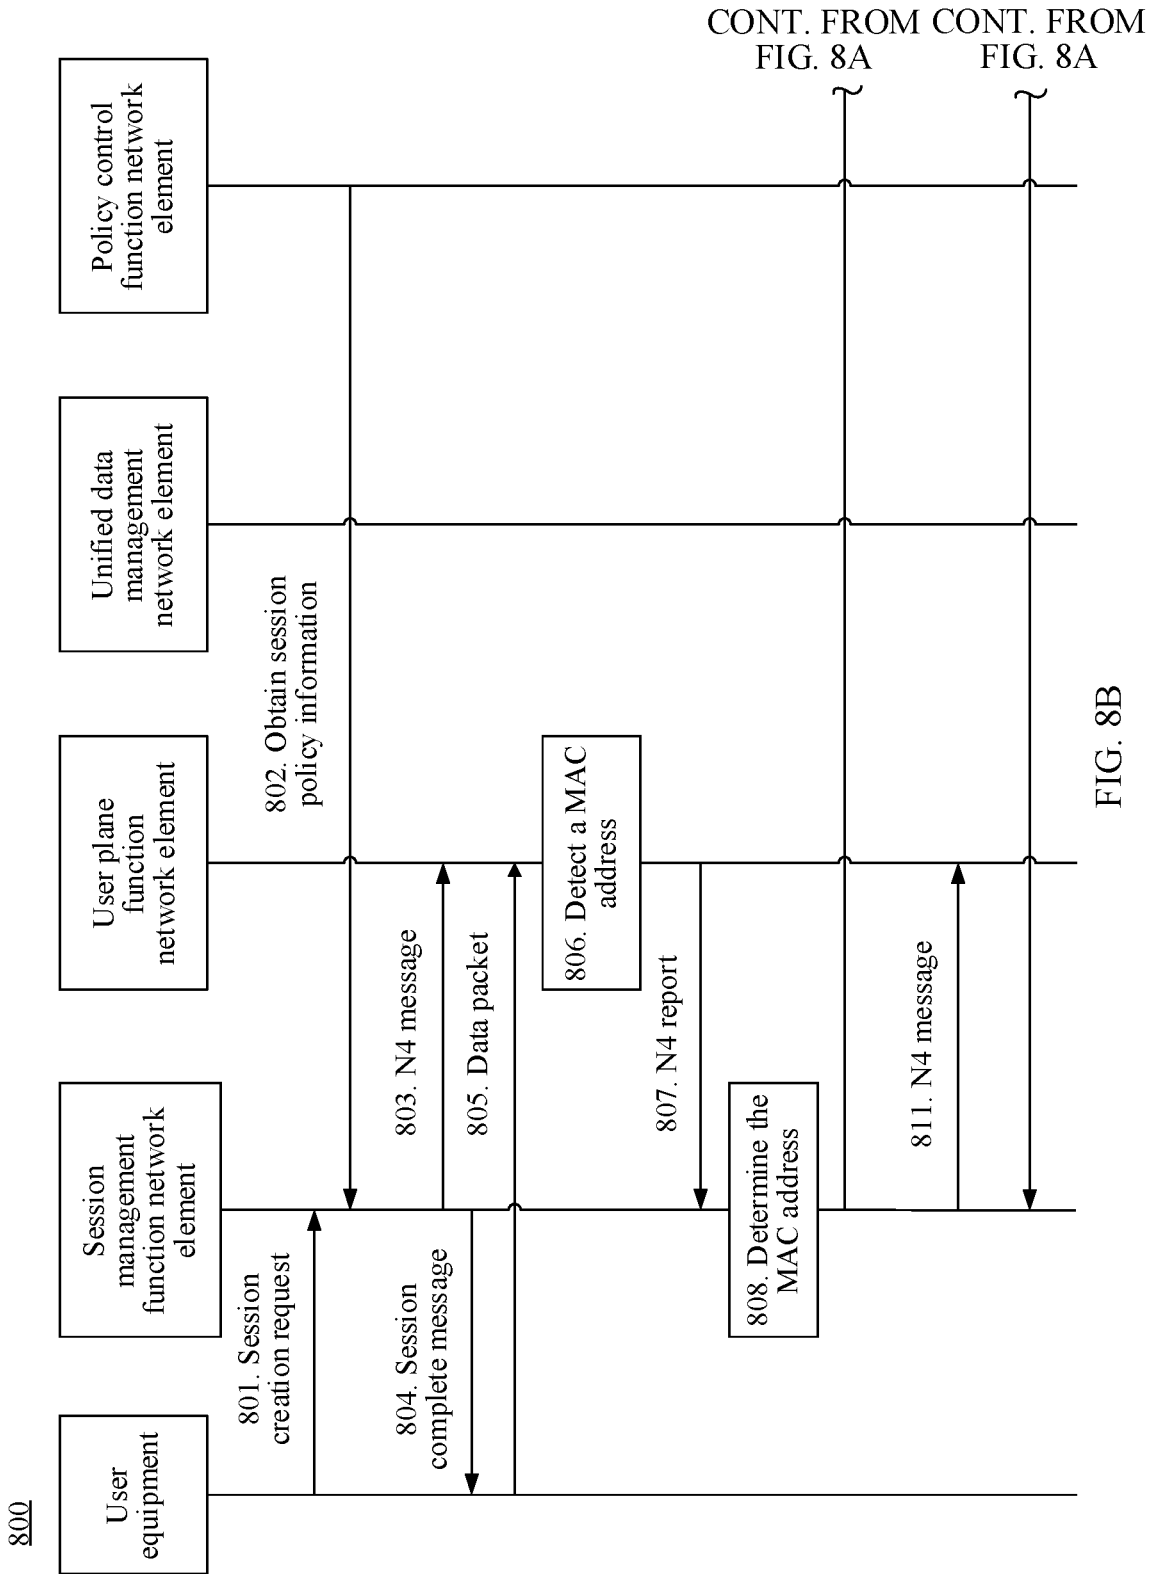 800
User
equipment
Session
management
function network
element
User plane
function
network element
Unified data
management
network element
Policy control
function network
element
801. Session
creation request
802. Obtain session
policy information
803. N4 message
804. Session
complete message
805. Data packet
806. Detect a MAC
address
807. N4 report
808. Determine the
MAC address
CONT. FROM
FIG. 8A
811. N4 message
CONT. FROM
FIG. 8A
FIG. 8B